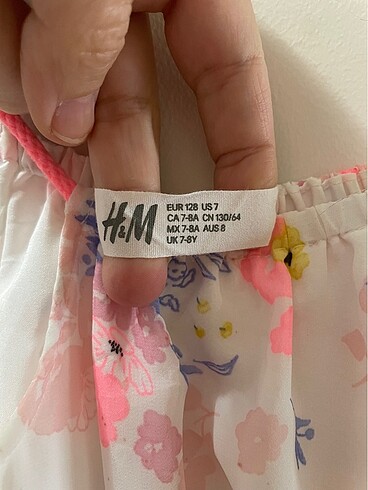 H&M
EUR 128 US 7
CA 7-8A CN 130/64
MX 7-8A AUS 8
UK 7-8Y